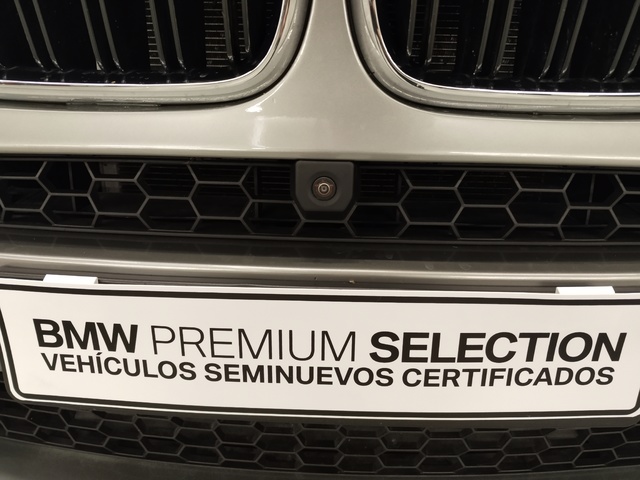 BMW PREMIUM SELECTION
VEHÍCULOS SEMINUEVOS CERTIFICADOS